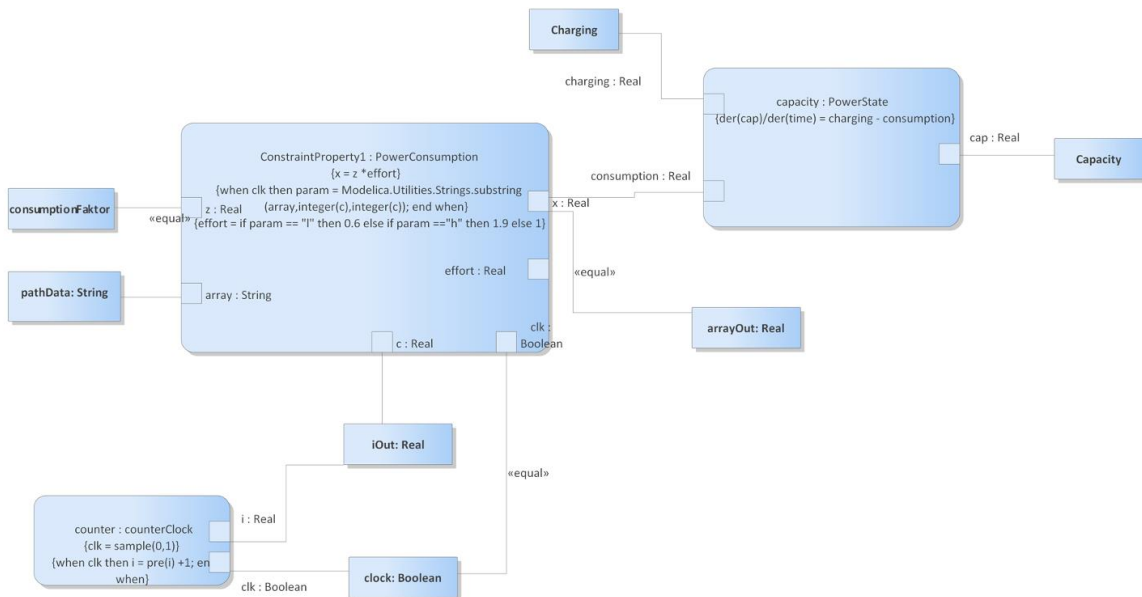 Charging
charging : Real
capacity : PowerState
{der(cap)/der(time) = charging - consumption}
cap : Real
Capacity
consumption : Real
ConstraintProperty1 : PowerConsumption
{x = z *effort}
{when clk then param = Modelica.Utilities.Strings.substring
(array,integer(c),integer(c)); end when}
{effort = if param == "l" then 0.6 else if param =="h" then 1.9 else 1}
consumptionFaktor
«equal»
z : Real
x : Real
effort : Real
«equal»
pathData: String
array : String
arrayOut: Real
c : Real
clk :
Boolean
iOut: Real
«equal»
i : Real
counter : counterClock
{clk = sample(0,1)}
{when clk then i = pre(i) +1; en
when}
clk : Boolean
clock: Boolean